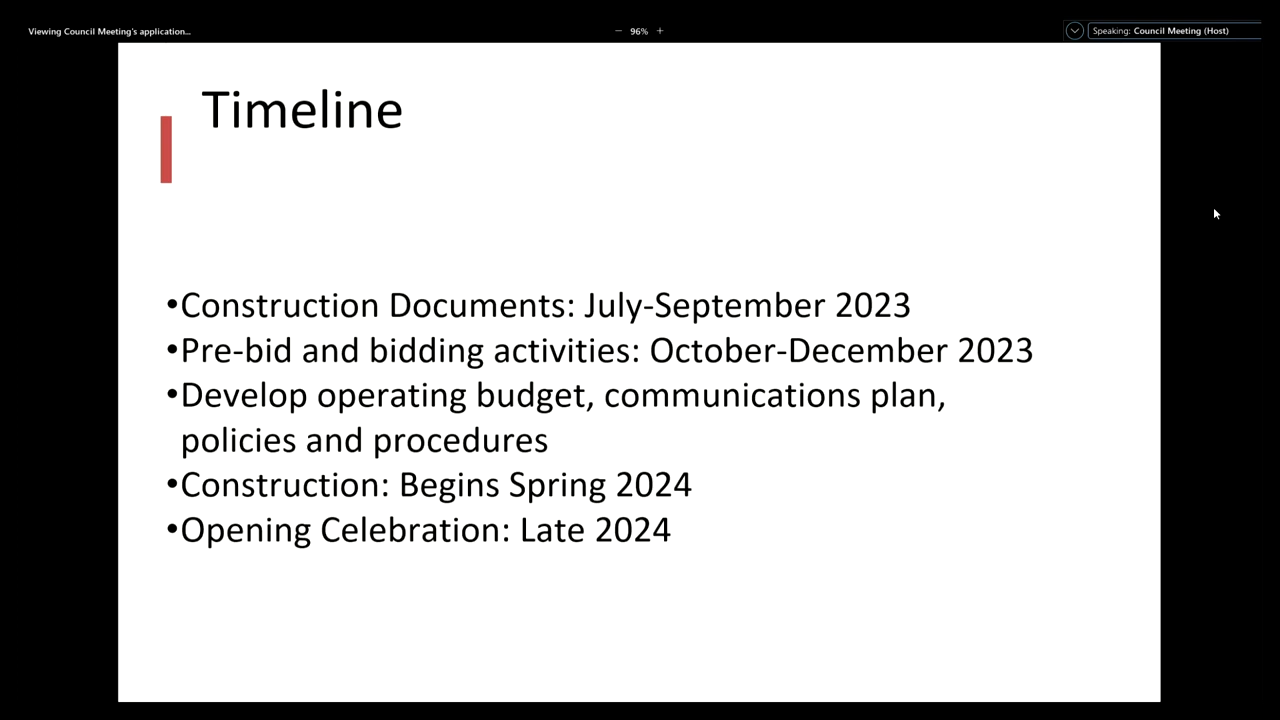 Viewing Council Meeting's application...
− 96% +
Speaking: Council Meeting (Host)
Timeline
•Construction Documents: July-September 2023
•Pre-bid and bidding activities: October-December 2023
•Develop operating budget, communications plan,
policies and procedures
•Construction: Begins Spring 2024
•Opening Celebration: Late 2024